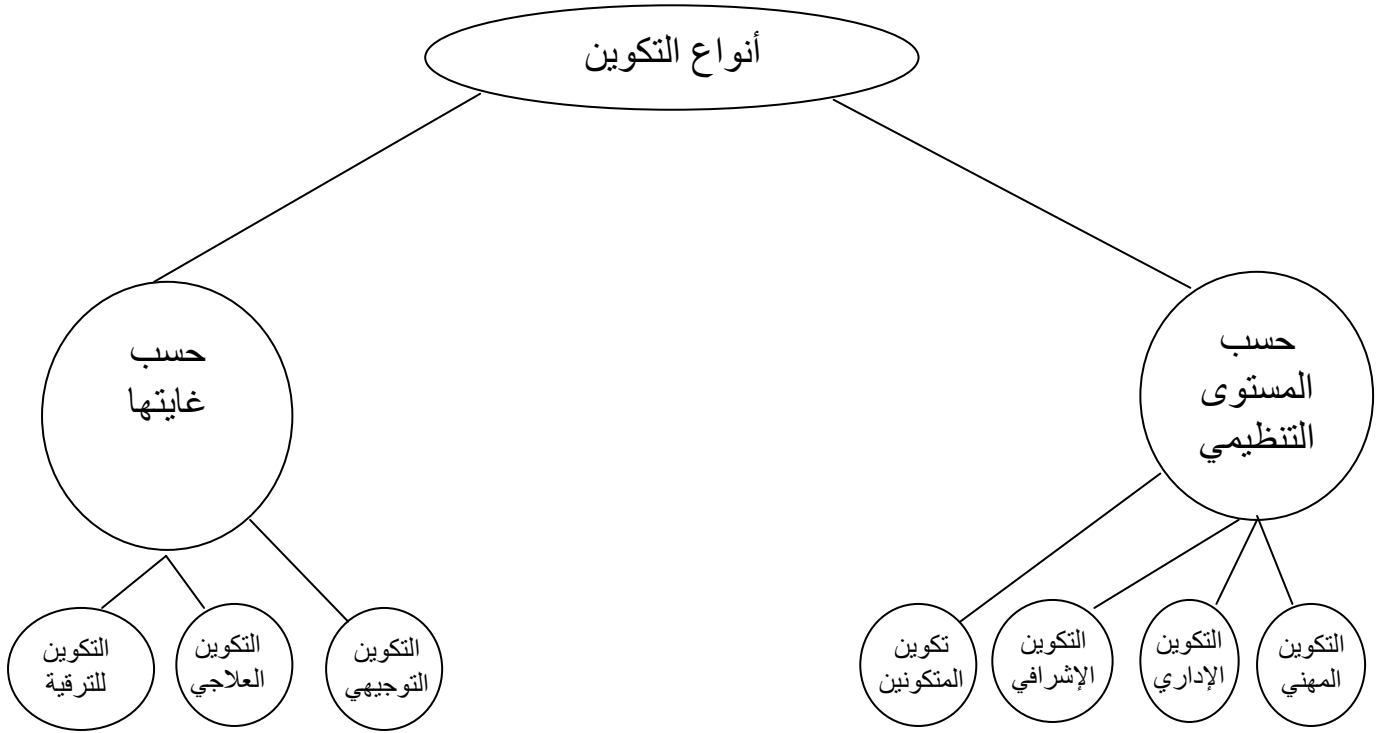 أنواع التكوين
حسب
المستوى
التنظيمي
حسب
غايتها
التكوين
المهني
التكوين
الإداري
التكوين
الإشرافي
تكوين
المتكونين
التكوين
التوجيهي
التكوين
العلاجي
التكوين
للترقية